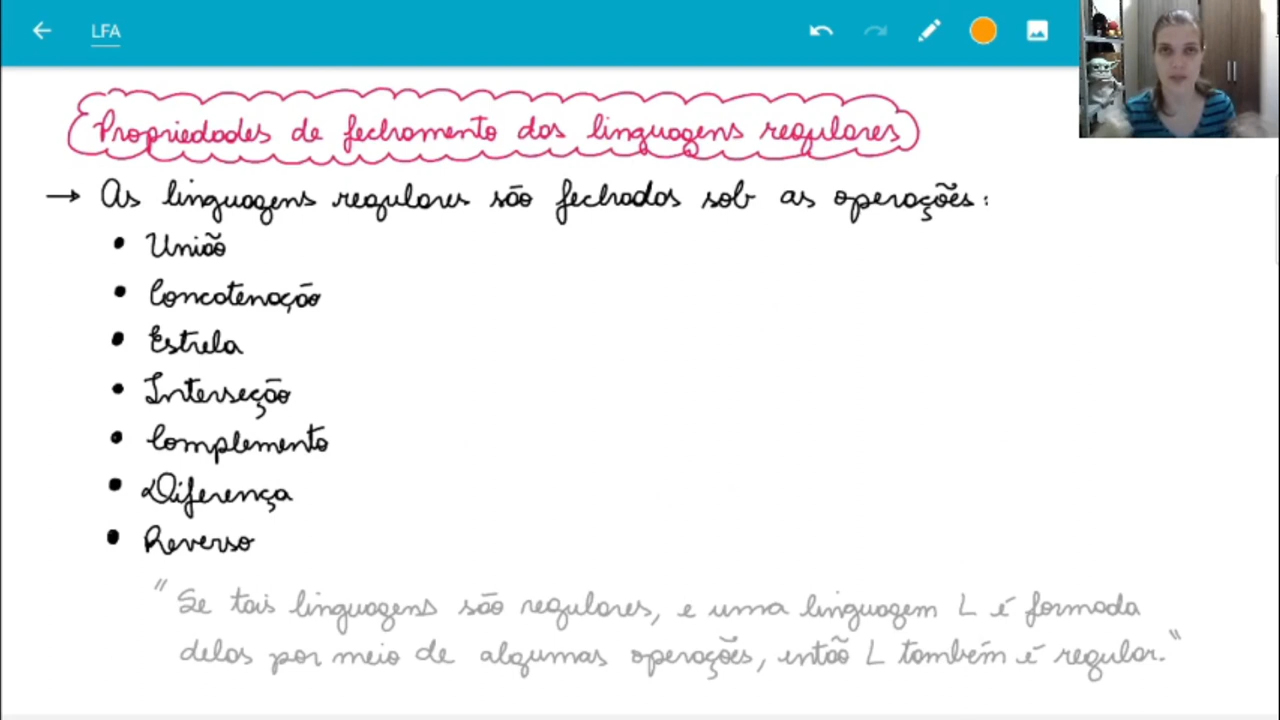 LFA
Propriedades de fechamento das linguagens regulares
→ As linguagens regulares são fechadas sob as operações:
• União
• Concatenação
• Estrela
• Interseção
• Complemento
• Diferença
• Reverso
"Se tais linguagens são regulares, e uma linguagem L é formada
delas por meio de algumas operações, então L também é regular."